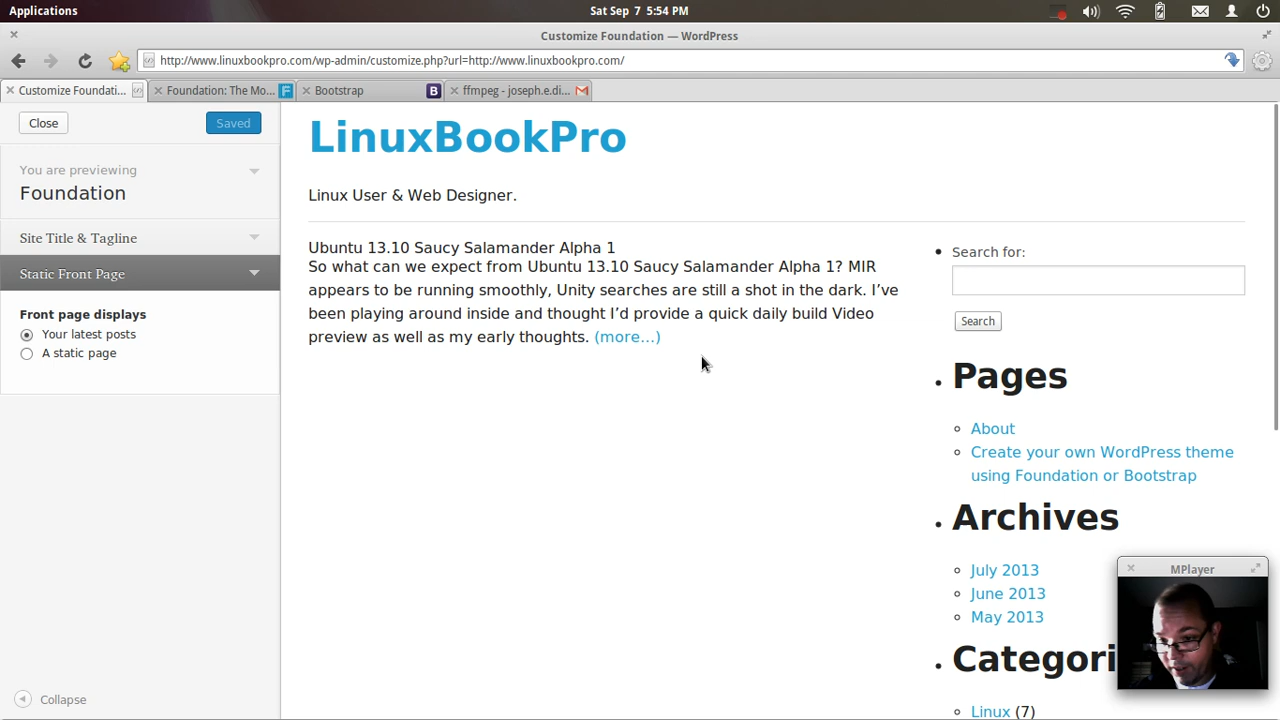 Applications
Sat Sep 7 5:54 PM
Customize Foundation — WordPress
http://www.linuxbookpro.com/wp-admin/customize.php?url=http://www.linuxbookpro.com/
Customize Foundati...
Foundation: The Mo...
F
Bootstrap
B
ffmpeg - joseph.e.di...
Close
Saved
You are previewing
Foundation
Site Title & Tagline
Static Front Page
Front page displays
Your latest posts
A static page
Collapse
LinuxBookPro
Linux User & Web Designer.
Ubuntu 13.10 Saucy Salamander Alpha 1
So what can we expect from Ubuntu 13.10 Saucy Salamander Alpha 1? MIR
appears to be running smoothly, Unity searches are still a shot in the dark. I’ve
been playing around inside and thought I’d provide a quick daily build Video
preview as well as my early thoughts. (more…)
Search for:
Search
Pages
About
Create your own WordPress theme
using Foundation or Bootstrap
Archives
July 2013
June 2013
May 2013
Categori
Linux (7)
MPlayer